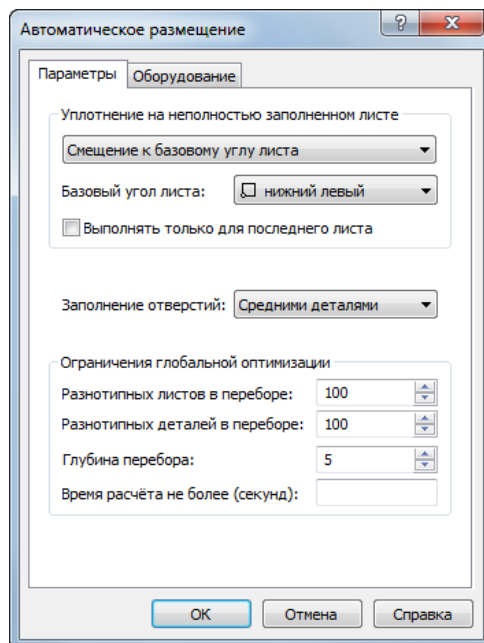 Автоматическое размещение
?
Параметры Оборудование
Уплотнение на неполностью заполненном листе
Смещение к базовому углу листа
Базовый угол листа: нижний левый
Выполнять только для последнего листа
Заполнение отверстий: Средними деталями
Ограничения глобальной оптимизации
Разнотипных листов в переборе: 100
Разнотипных деталей в переборе: 100
Глубина перебора: 5
Время расчёта не более (секунд):
ОК Отмена Справка